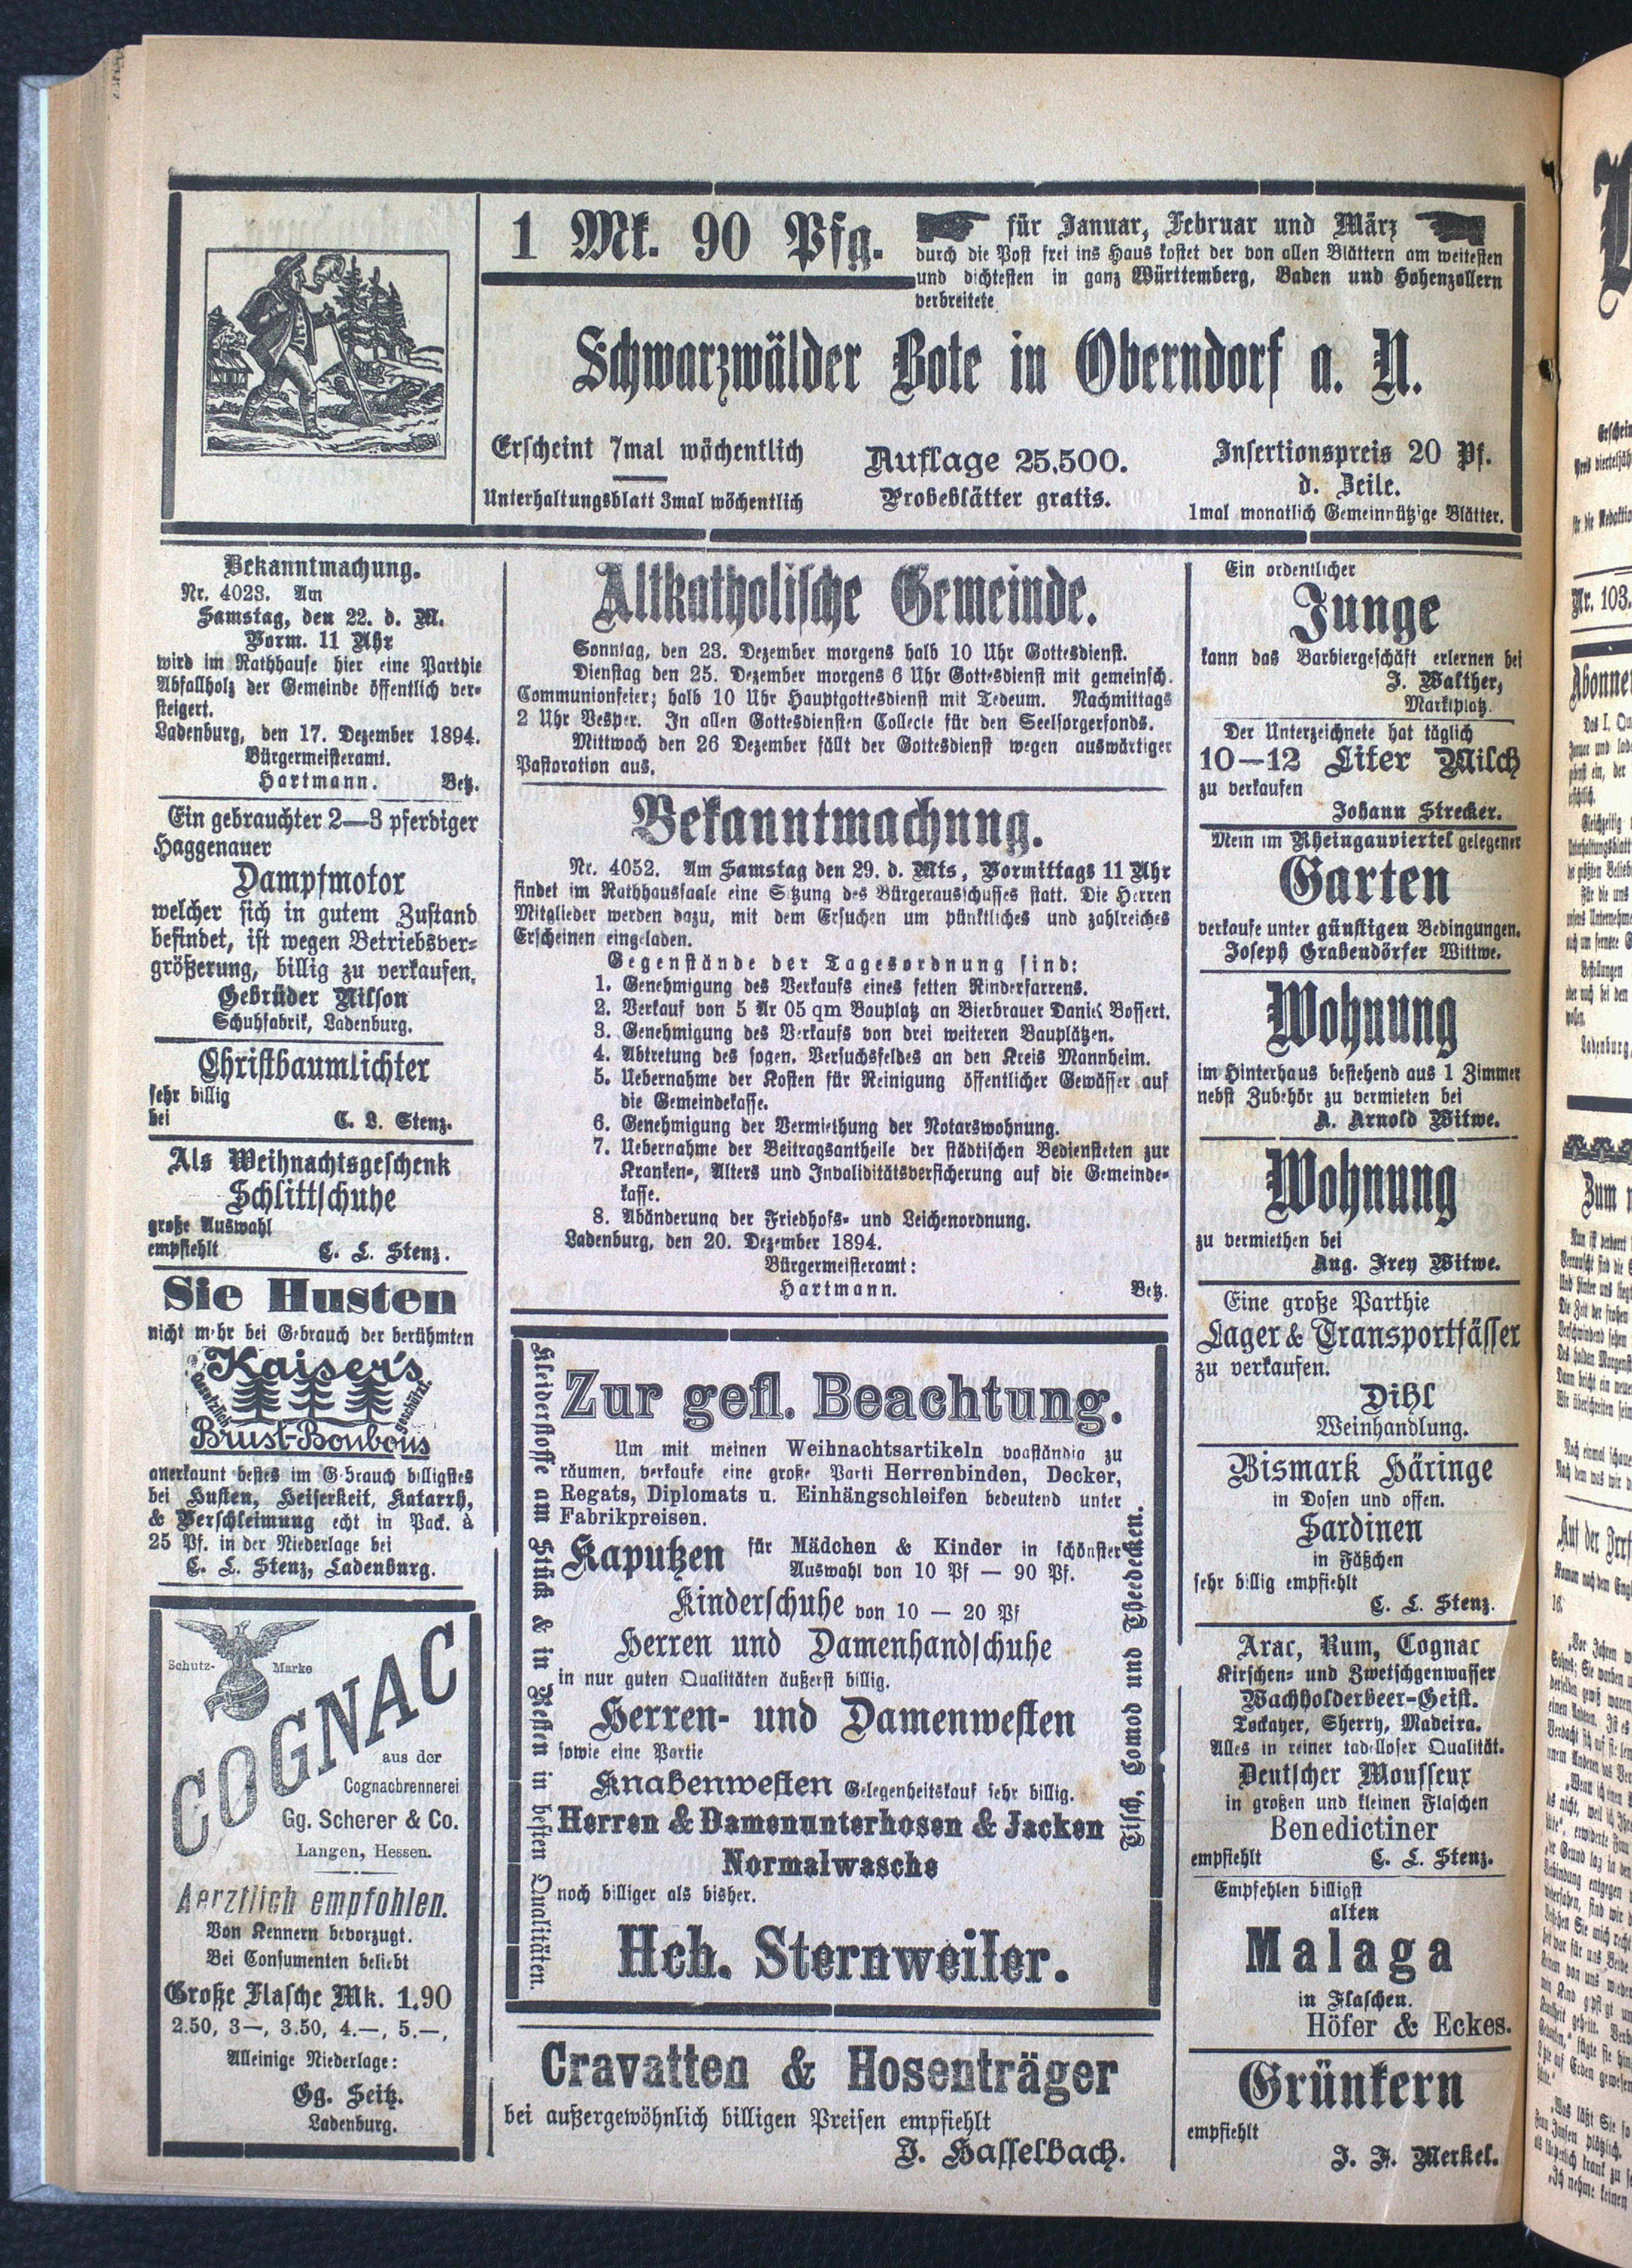 1 Mk. 90 Pfg.
für Januar, Februar und März
durch die Post frei ins Haus kostet der von allen Blättern am weitesten
und dichtesten in ganz Württemberg, Baden und Hohenzollern
verbreitete
Schwarzwälder Bote in Oberndorf a. N.
Erscheint 7mal wöchentlich
Unterhaltungsblatt 3mal wöchentlich
Auflage 25,500.
Probeblätter gratis.
Insertionspreis 20 Pf.
d. Zeile.
1mal monatlich Gemeinnützige Blätter.
Bekanntmachung.
Nr. 4023. Am
Samstag, den 22. d. M.
Vorm. 11 Uhr
wird im Rathhause hier eine Parthie
Abfallholz der Gemeinde öffentlich ver-
steigert.
Ladenburg, den 17. Dezember 1894.
Bürgermeisteramt.
Hartmann. Betz.
Ein gebrauchter 2—3 pferdiger
Haggenauer
Dampfmotor
welcher sich in gutem Zustand
befindet, ist wegen Betriebsver-
größerung, billig zu verkaufen.
Gebrüder Nilson
Schuhfabrik, Ladenburg.
Christbaumlichter
sehr billig
bei C. L. Stenz.
Als Weihnachtsgeschenk
Schlittschuhe
große Auswahl
empfiehlt C. L. Stenz.
Sie Husten
nicht mehr bei Gebrauch der berühmten
Kaiser's
Gesetzlich geschützt.
Brust-Bonbons
anerkannt bestes im Gebrauch billigstes
bei Husten, Heiserkeit, Katarrh,
& Verschleimung echt in Pack. à
25 Pf. in der Niederlage bei
C. L. Stenz, Ladenburg.
Schutz- Marke
COGNAC
aus der
Cognacbrennerei
Gg. Scherer & Co.
Langen, Hessen.
Aerztlich empfohlen.
Von Kennern bevorzugt.
Bei Consumenten beliebt
Große Flasche Mk. 1.90
2.50, 3—, 3.50, 4.—, 5.—,
Alleinige Niederlage:
Gg. Seitz.
Ladenburg.
Altkatholische Gemeinde.
Sonntag, den 23. Dezember morgens halb 10 Uhr Gottesdienst.
Dienstag den 25. Dezember morgens 6 Uhr Gottesdienst mit gemeinsch.
Communionfeier; halb 10 Uhr Hauptgottesdienst mit Tedeum. Nachmittags
2 Uhr Vesper. In allen Gottesdiensten Collecte für den Seelsorgerfonds.
Mittwoch den 26 Dezember fällt der Gottesdienst wegen auswärtiger
Pastoration aus.
Bekanntmachung.
Nr. 4052. Am Samstag den 29. d. Mts, Vormittags 11 Uhr
findet im Rathhaussaale eine Sitzung des Bürgerausschusses statt. Die Herren
Mitglieder werden dazu, mit dem Ersuchen um pünktliches und zahlreiches
Erscheinen eingeladen.
Gegenstände der Tagesordnung sind:
1. Genehmigung des Verkaufs eines fetten Rinderfarrens.
2. Verkauf von 5 Ar 05 qm Bauplatz an Bierbrauer Daniel Bossert.
3. Genehmigung des Verkaufs von drei weiteren Bauplätzen.
4. Abtretung des sogen. Versuchsfeldes an den Kreis Mannheim.
5. Uebernahme der Kosten für Reinigung öffentlicher Gewässer auf
die Gemeindekasse.
6. Genehmigung der Vermiethung der Notarswohnung.
7. Uebernahme der Beitragsantheile der städtischen Bediensteten zur
Kranken-, Alters und Invaliditätsversicherung auf die Gemeinde-
kasse.
8. Abänderung der Friedhofs- und Leichenordnung.
Ladenburg, den 20. Dezember 1894.
Bürgermeisteramt:
Hartmann. Betz.
Kleiderstoffe am Stück & in Resten in besten Qualitäten.
Zur gefl. Beachtung.
Um mit meinen Weihnachtsartikeln vollständig zu
räumen, verkaufe eine große Parti Herrenbinden, Decker,
Regats, Diplomats u. Einhängschleifen bedeutend unter
Fabrikpreisen.
Kaputzen für Mädchen & Kinder in schönster
Auswahl von 10 Pf — 90 Pf.
Kinderschuhe von 10 — 20 Pf
Herren und Damenhandschuhe
in nur guten Qualitäten äußerst billig.
Herren- und Damenwesten
sowie eine Partie
Knabenwesten Gelegenheitskauf sehr billig.
Herren & Damenunterhosen & Jacken
Normalwasche
noch billiger als bisher.
Hch. Sternweiler.
Tisch, Comod und Theedecken.
Cravatten & Hosenträger
bei außergewöhnlich billigen Preisen empfiehlt
J. Hasselbach.
Ein ordentlicher
Junge
kann das Barbiergeschäft erlernen bei
J. Walther,
Marktplatz.
Der Unterzeichnete hat täglich
10—12 Liter Milch
zu verkaufen
Johann Strecker.
Mein im Rheingauviertel gelegener
Garten
verkaufe unter günstigen Bedingungen.
Joseph Grabendörfer Wittwe.
Wohnung
im Hinterhaus bestehend aus 1 Zimmer
nebst Zubehör zu vermieten bei
A. Arnold Witwe.
Wohnung
zu vermiethen bei
Aug. Frey Witwe.
Eine große Parthie
Lager & Transportfässer
zu verkaufen.
Dihl
Weinhandlung.
Bismark Häringe
in Dosen und offen.
Sardinen
in Fäßchen
sehr billig empfiehlt
C. L. Stenz.
Arac, Rum, Cognac
Kirschen- und Zwetschgenwasser
Wachholderbeer-Geist.
Tockayer, Sherry, Madeira.
Alles in reiner tadelloser Qualität.
Deutscher Mousseux
in großen und kleinen Flaschen
Benedictiner
empfiehlt C. L. Stenz.
Empfehlen billigst
alten
Malaga
in Flaschen.
Höfer & Eckes.
Grünkern
empfiehlt
J. F. Merkel.
Nr. 103.